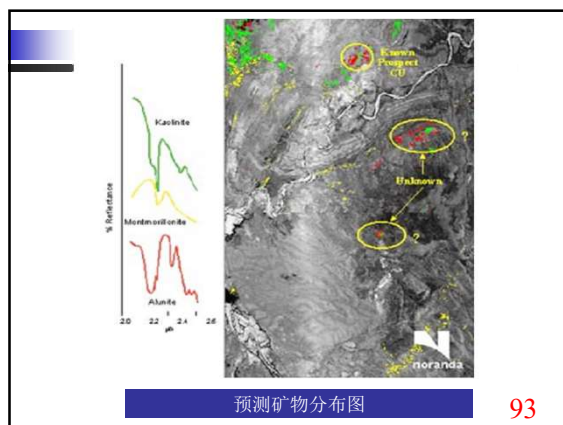 Kaolinite
Montmorillonite
Alunite
% Reflectance
2.0 2.2 2.4 2.6
μm
Known
Prospect
CU
?
Unknown
?
noranda
预测矿物分布图
93